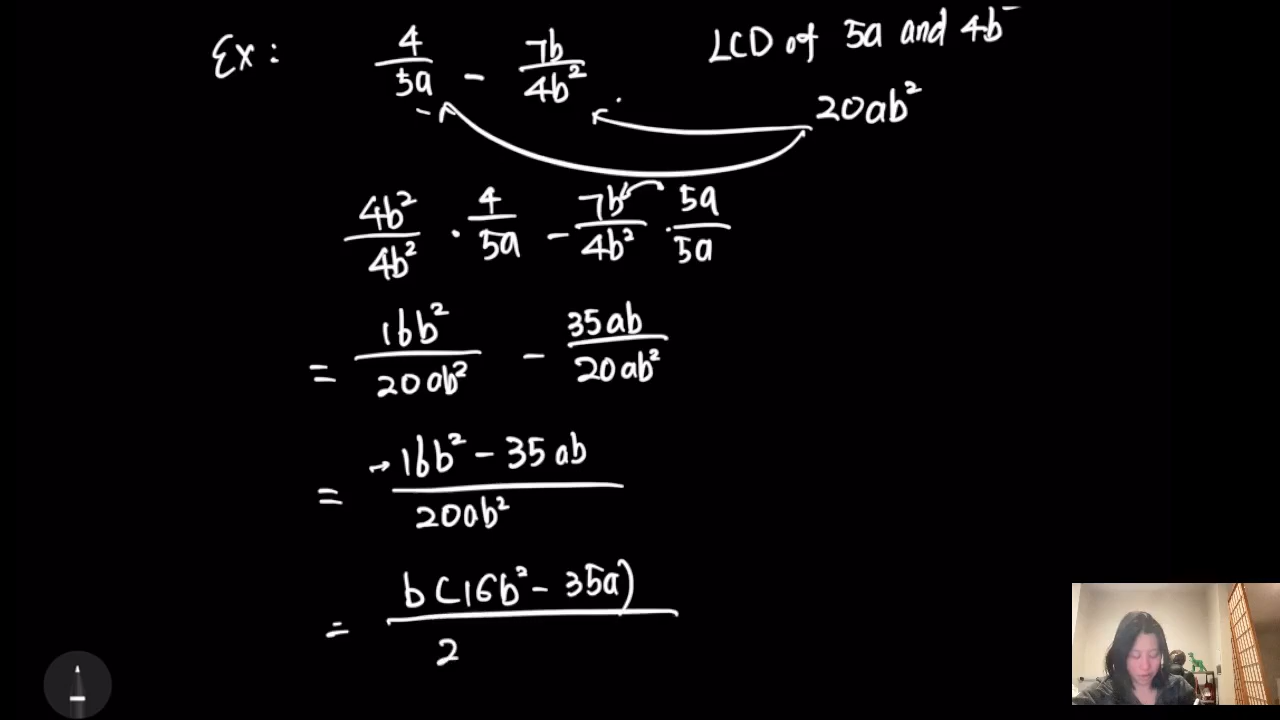 Ex: 4/5a - 7b/4b² LCD of 5a and 4b
20ab²
4b²/4b² · 4/5a - 7b/4b² · 5a/5a
= 16b²/20ab² - 35ab/20ab²
= 16b² - 35ab/20ab²
= b(16b² - 35a)/2